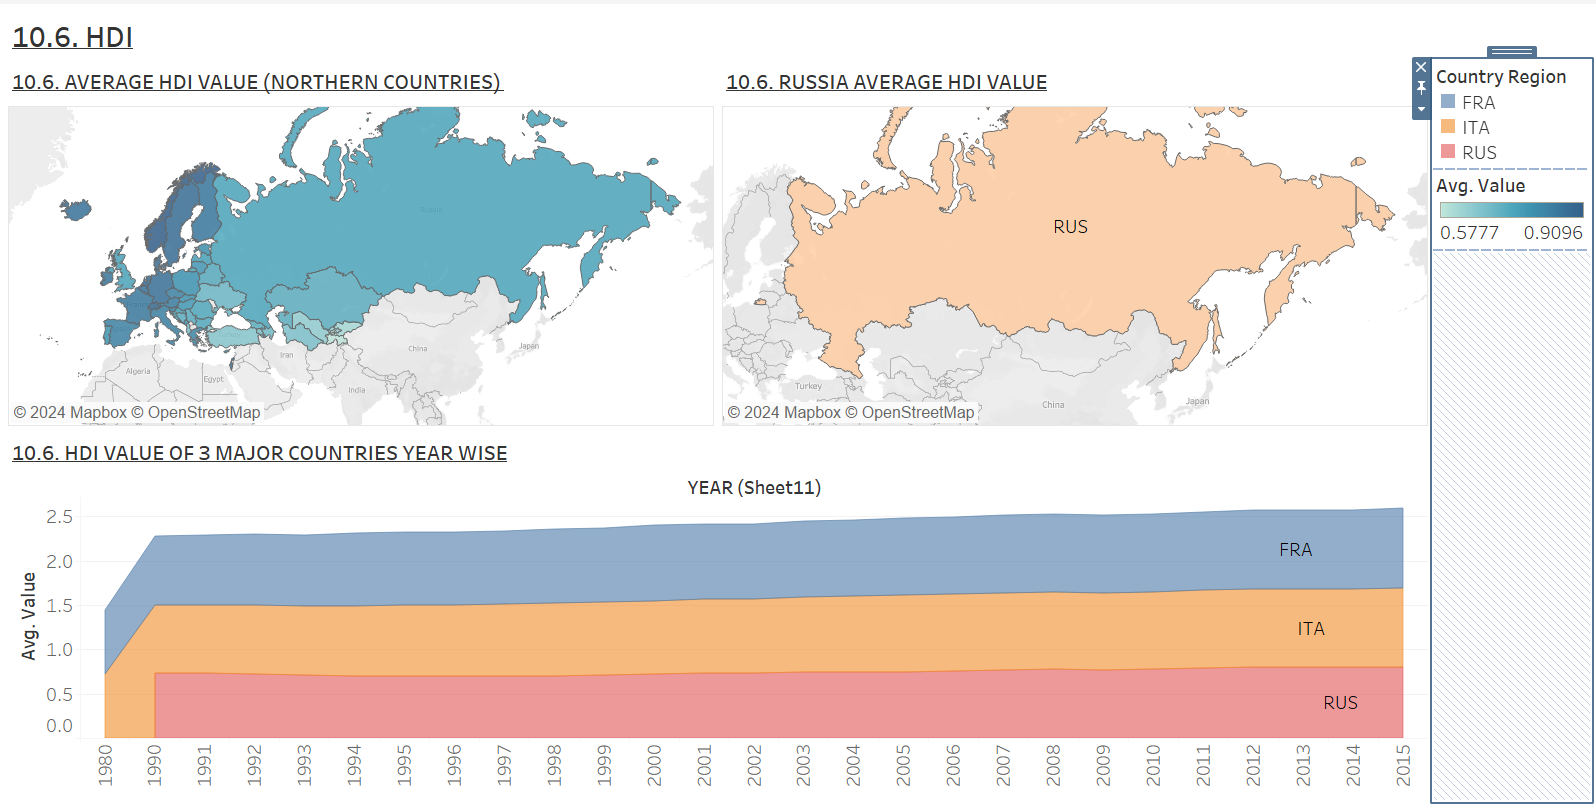 10.6. HDI
10.6. AVERAGE HDI VALUE (NORTHERN COUNTRIES)
Iran
China
Japan
Algeria
Egypt
India
© 2024 Mapbox © OpenStreetMap
10.6. RUSSIA AVERAGE HDI VALUE
RUS
Turkey
China
Japan
© 2024 Mapbox © OpenStreetMap
Country Region
FRA
ITA
RUS
Avg. Value
0.5777 0.9096
10.6. HDI VALUE OF 3 MAJOR COUNTRIES YEAR WISE
YEAR (Sheet11)
Avg. Value
2.5
2.0
1.5
1.0
0.5
0.0
FRA
ITA
RUS
1980 1990 1991 1992 1993 1994 1995 1996 1997 1998 1999 2000 2001 2002 2003 2004 2005 2006 2007 2008 2009 2010 2011 2012 2013 2014 2015